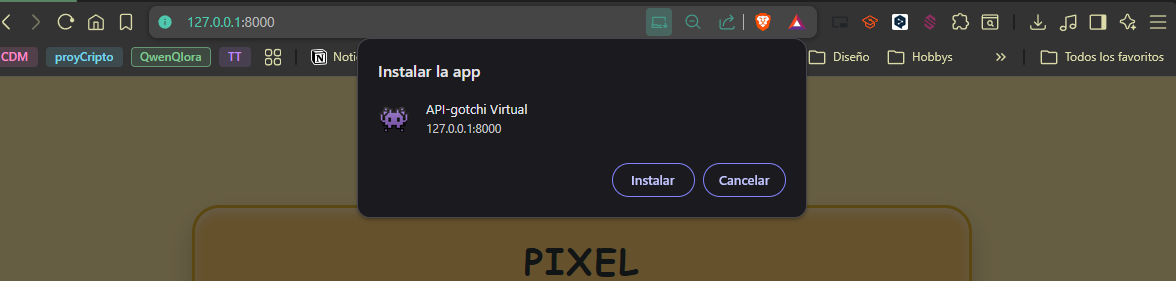 127.0.0.1:8000
CDM
proyCripto
QwenQlora
TT
Diseño
Hobbys
Todos los favoritos
Instalar la app
API-gotchi Virtual
127.0.0.1:8000
Instalar
Cancelar
PIXEL